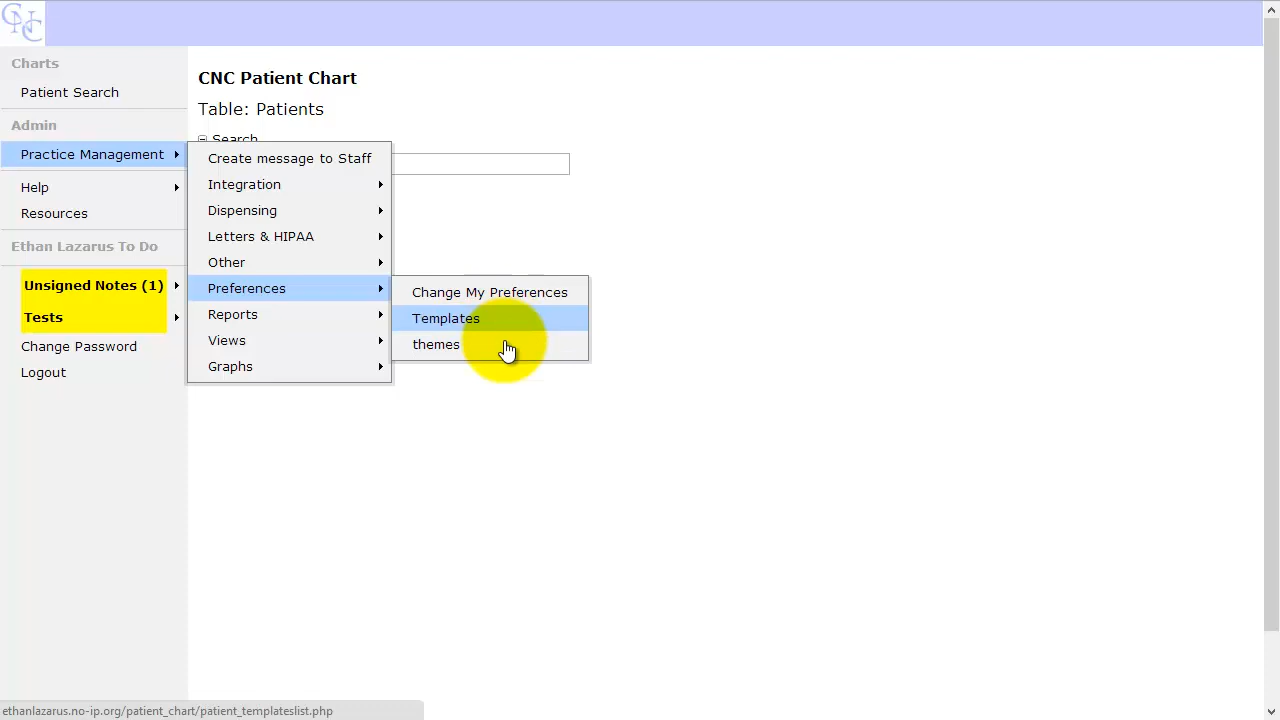 CNC
Charts
Patient Search
Admin
Practice Management
Help
Resources
Ethan Lazarus To Do
Unsigned Notes (1)
Tests
Change Password
Logout
CNC Patient Chart
Table: Patients
Search
Create message to Staff
Integration
Dispensing
Letters & HIPAA
Other
Preferences
Reports
Views
Graphs
Change My Preferences
Templates
themes
ethanlazarus.no-ip.org/patient_chart/patient_templateslist.php